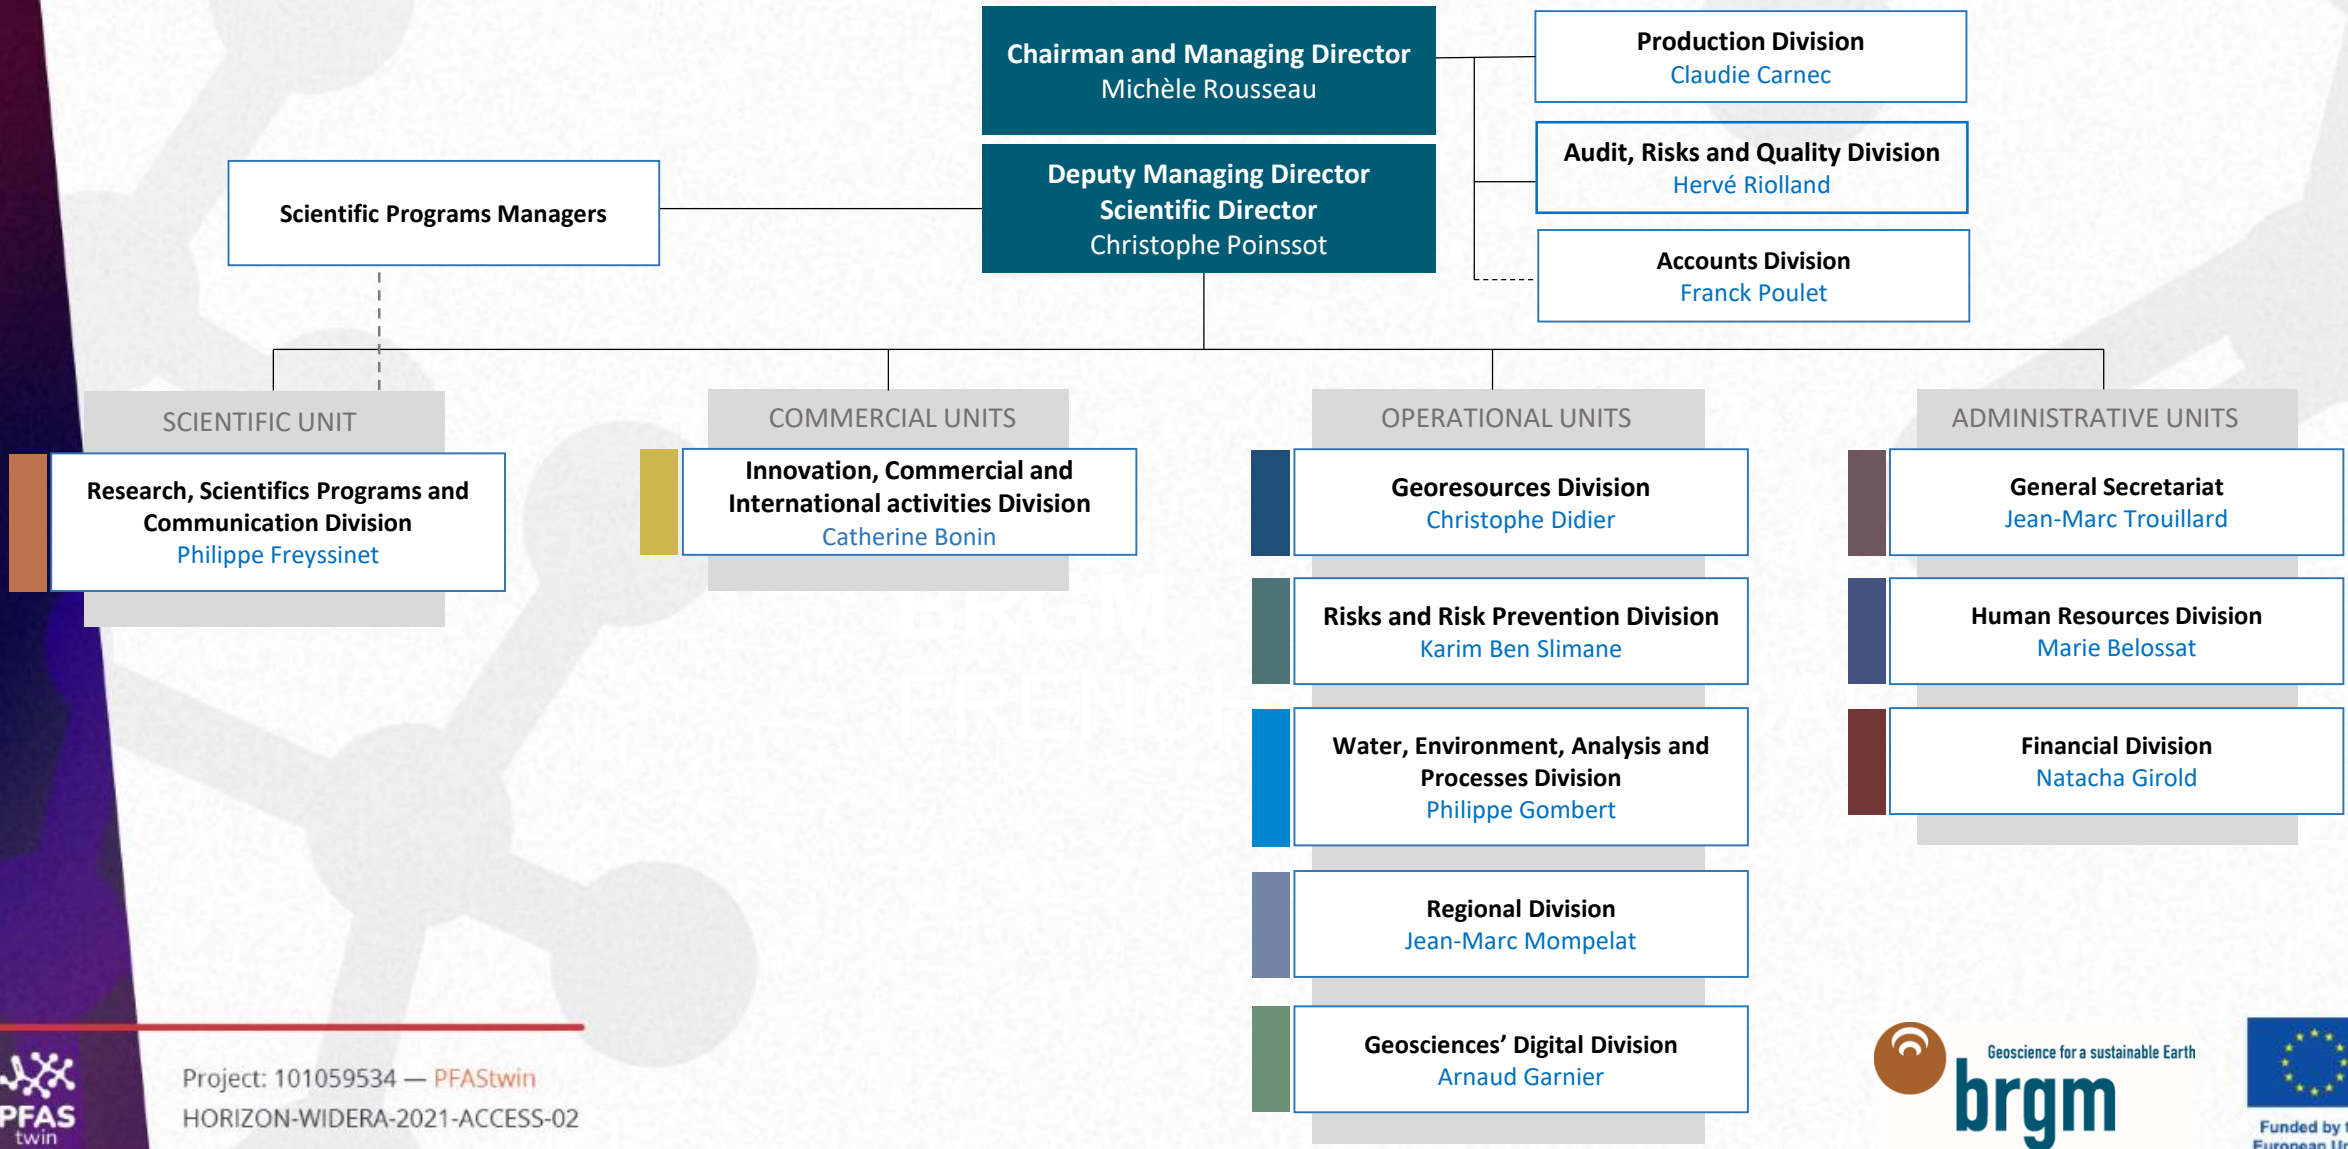 Chairman and Managing Director
Michèle Rousseau
Production Division
Claudie Carnec
Audit, Risks and Quality Division
Hervé Riolland
Accounts Division
Franck Poulet
Scientific Programs Managers
Deputy Managing Director
Scientific Director
Christophe Poinssot
SCIENTIFIC UNIT
Research, Scientifics Programs and
Communication Division
Philippe Freyssinet
COMMERCIAL UNITS
Innovation, Commercial and
International activities Division
Catherine Bonin
OPERATIONAL UNITS
Georesources Division
Christophe Didier
Risks and Risk Prevention Division
Karim Ben Slimane
Water, Environment, Analysis and
Processes Division
Philippe Gombert
Regional Division
Jean-Marc Mompelat
Geosciences’ Digital Division
Arnaud Garnier
ADMINISTRATIVE UNITS
General Secretariat
Jean-Marc Trouillard
Human Resources Division
Marie Belossat
Financial Division
Natacha Girold
BRGM
FRENCH
PFAS
twin
Project: 101059534 — PFAStwin
HORIZON-WIDERA-2021-ACCESS-02
Geoscience for a sustainable Earth
brgm
Funded by
European